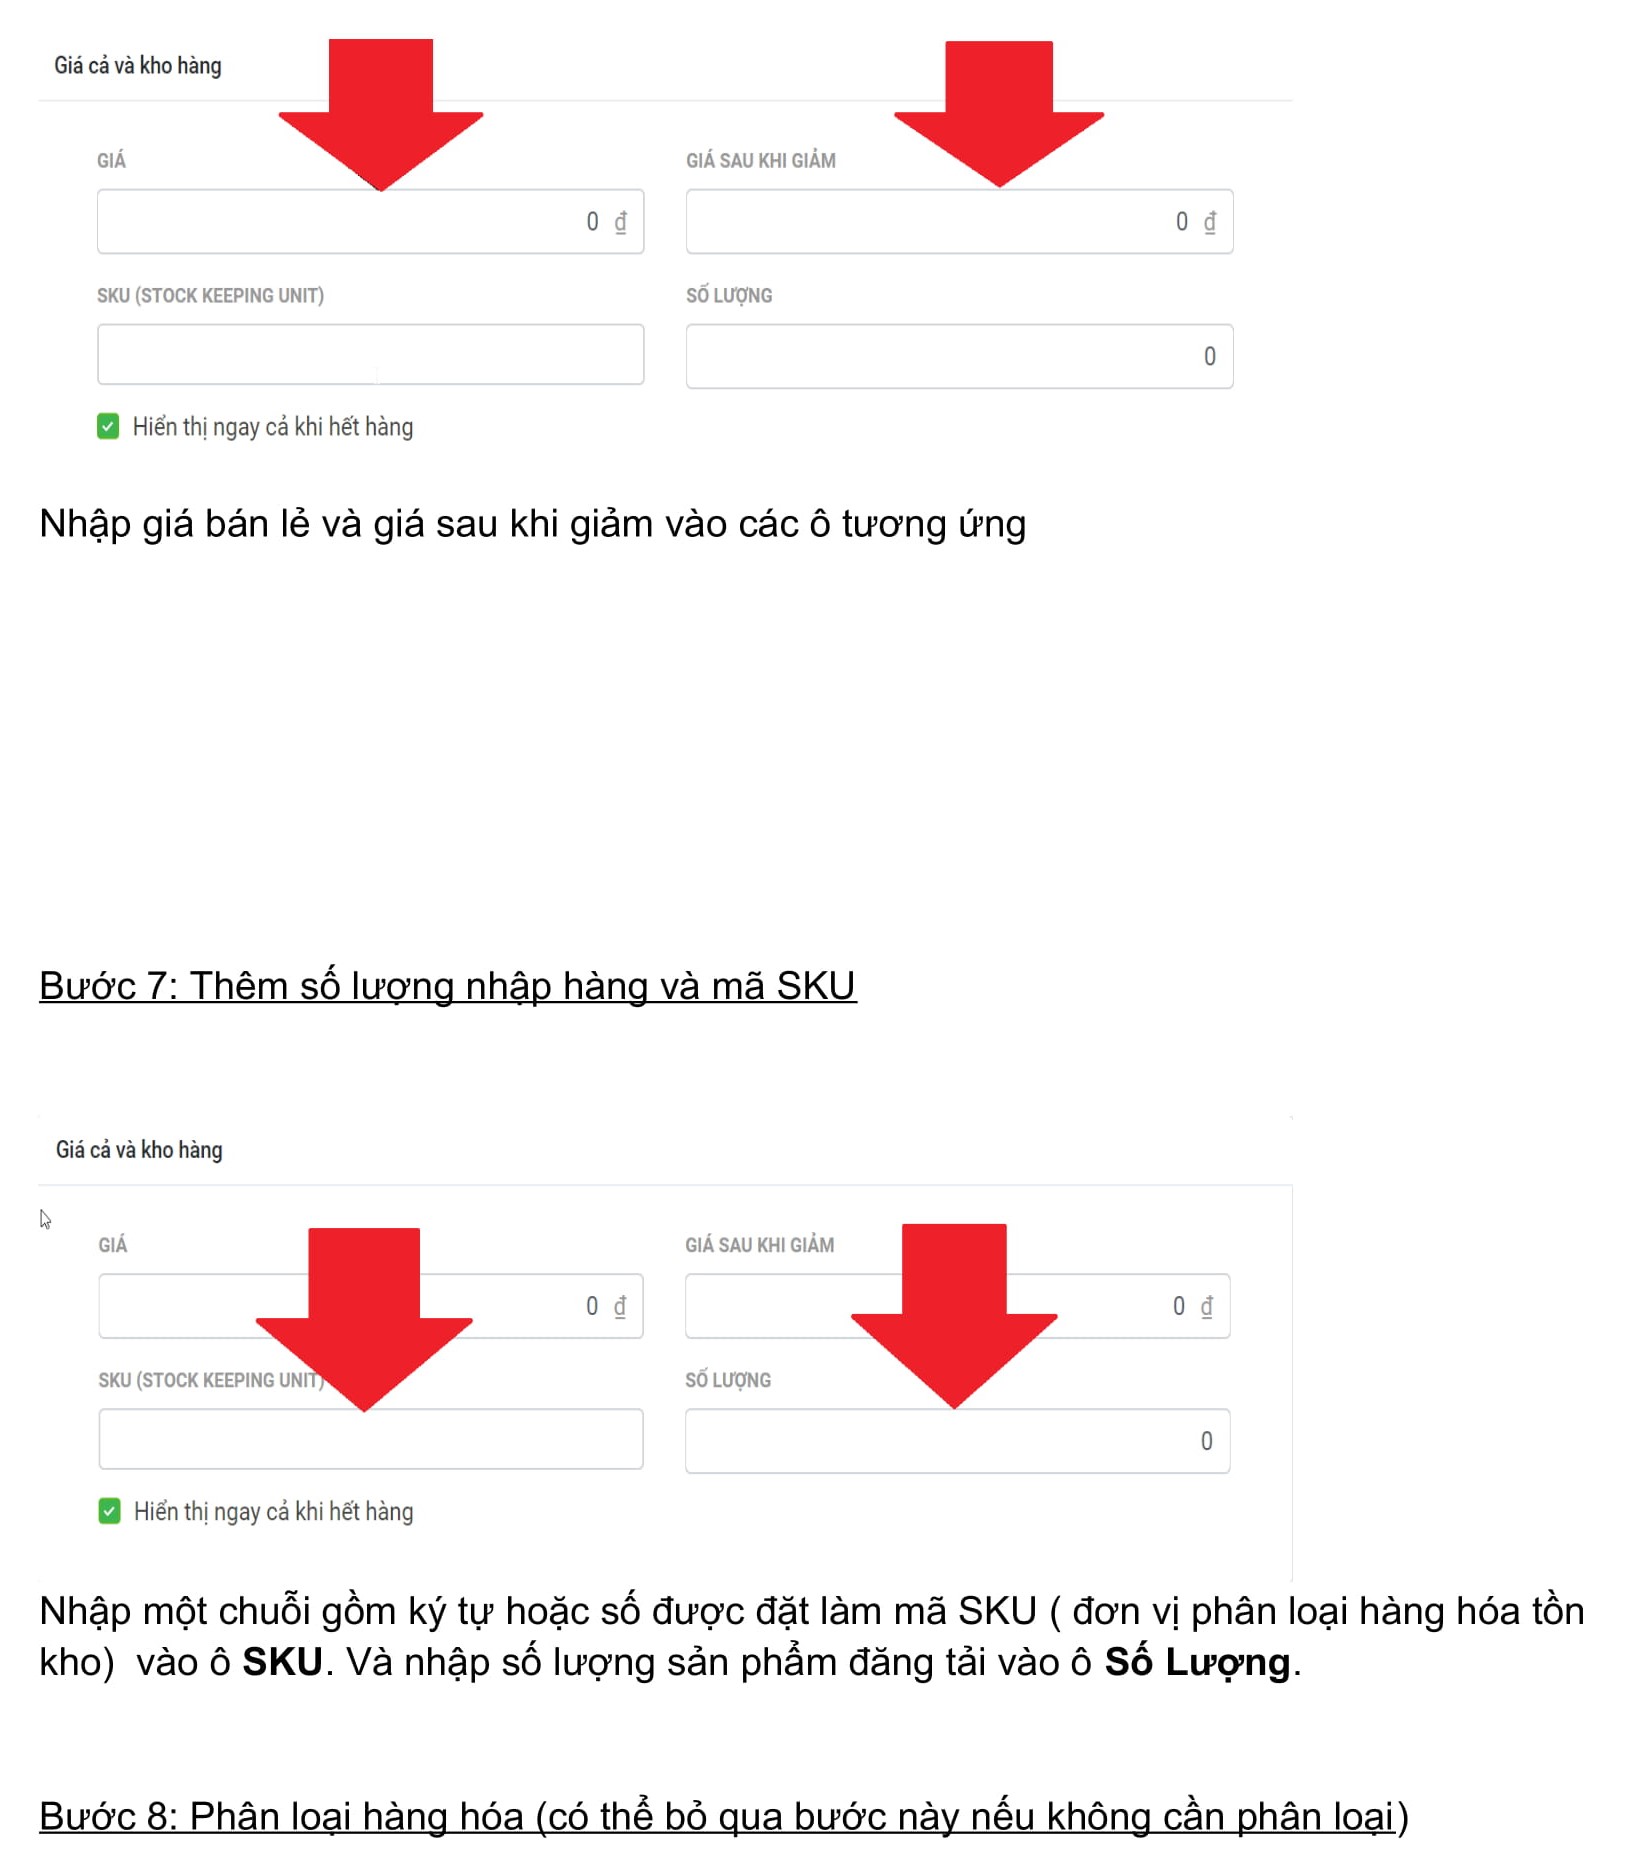 Giá cả và kho hàng
GIÁ GIÁ SAU KHI GIẢM
0 ₫ 0 ₫
SKU (STOCK KEEPING UNIT) SỐ LƯỢNG
0
Hiển thị ngay cả khi hết hàng
Nhập giá bán lẻ và giá sau khi giảm vào các ô tương ứng
Bước 7: Thêm số lượng nhập hàng và mã SKU
Giá cả và kho hàng
GIÁ GIÁ SAU KHI GIẢM
0 ₫ 0 ₫
SKU (STOCK KEEPING UNIT) SỐ LƯỢNG
0
Hiển thị ngay cả khi hết hàng
Nhập một chuỗi gồm ký tự hoặc số được đặt làm mã SKU ( đơn vị phân loại hàng hóa tồn
kho) vào ô SKU. Và nhập số lượng sản phẩm đăng tải vào ô Số Lượng.
Bước 8: Phân loại hàng hóa (có thể bỏ qua bước này nếu không cần phân loại)